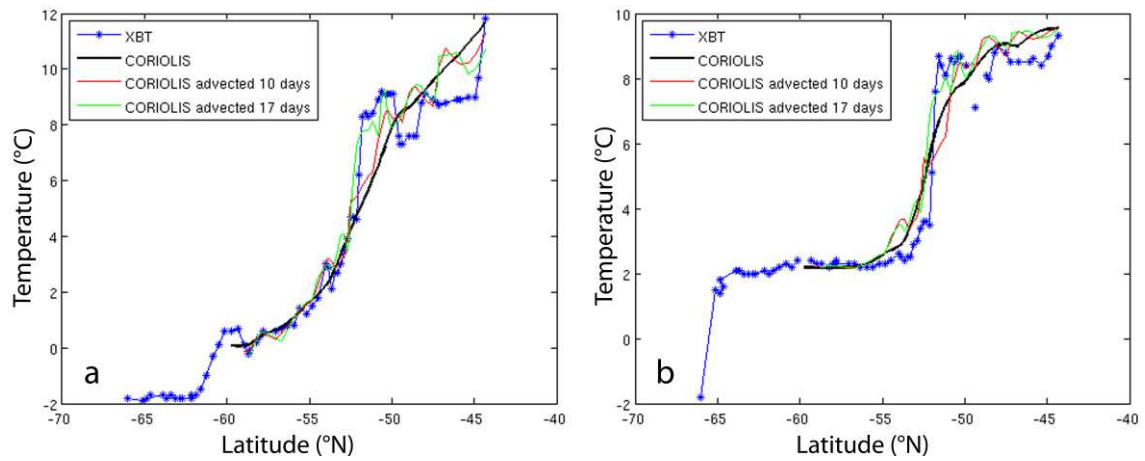 12
10
8
6
4
2
0
-2
-70
-65
-60
-55
-50
-45
-40
Temperature (°C)
Latitude (°N)
XBT
CORIOLIS
CORIOLIS advected 10 days
CORIOLIS advected 17 days
a
10
8
6
4
2
0
-2
-70
-65
-60
-55
-50
-45
-40
Temperature (°C)
Latitude (°N)
XBT
CORIOLIS
CORIOLIS advected 10 days
CORIOLIS advected 17 days
b